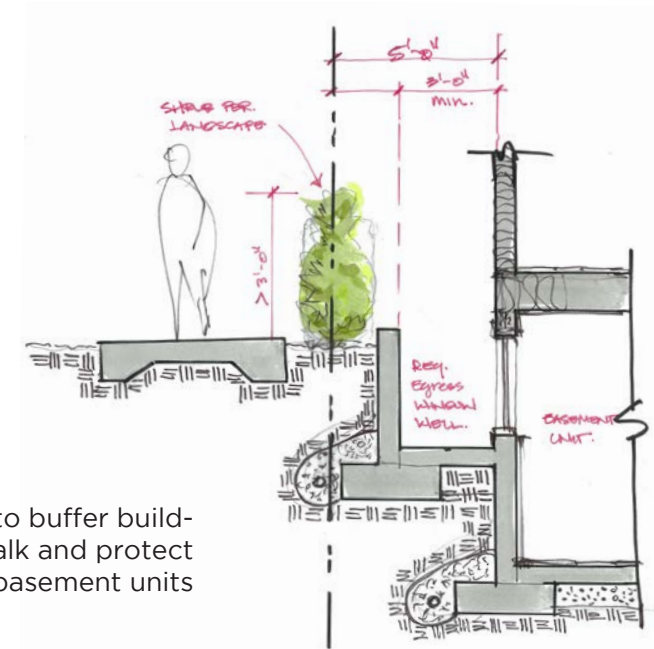 5'-0"
3'-0"
MIN.
SHRUB PER.
LANDSCAPE
> 3'-0"
REQ.
EGRESS
WINDOW
WELL.
BASEMENT
UNIT.
to buffer build-
alk and protect
basement units